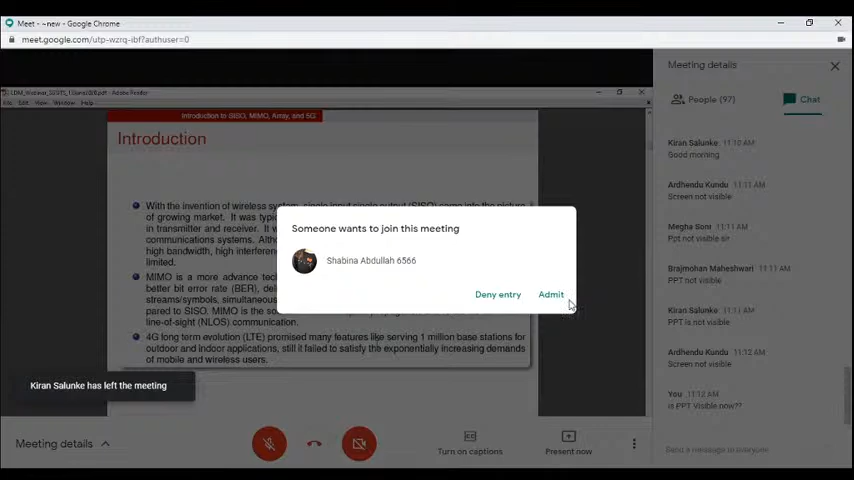 Meet - ~new - Google Chrome
meet.google.com/utp-wzrq-ibf?authuser=0
Adobe Reader
File Edit View Window Help
Introduction to SISO, MIMO, Array, and 5G
Introduction
With the invention of wireless system, single input single output (SISO) came into the picture
of growing market. It was
in transmitter and receiver. It
communications systems.
high bandwidth, high
limited.
MIMO is a more advance
better bit error rate (BER),
streams/symbols,
pared to SISO. MIMO is the
line-of-sight (NLOS) communication.
4G long term evolution (LTE) promised many features like serving 1 million base stations for
outdoor and indoor applications, still it failed to satisfy the exponentially increasing demands
of mobile and wireless users.
Someone wants to join this meeting
Shabina Abdullah 6566
Deny entry Admit
Kiran Salunke has left the meeting
Meeting details
Turn on captions
Present now
Meeting details
People (97) Chat
Kiran Salunke 11:10 AM
Good morning
Ardhendu Kundu 11:11 AM
Screen not visible
Megha Soni 11:11 AM
Ppt not visible sir
Brajmohan Maheshwari 11:11 AM
PPT not visible
Kiran Salunke 11:11 AM
PPT is not visible
Ardhendu Kundu 11:12 AM
Screen not visible
You 11:12 AM
is PPT Visible now??
Send a message to everyone